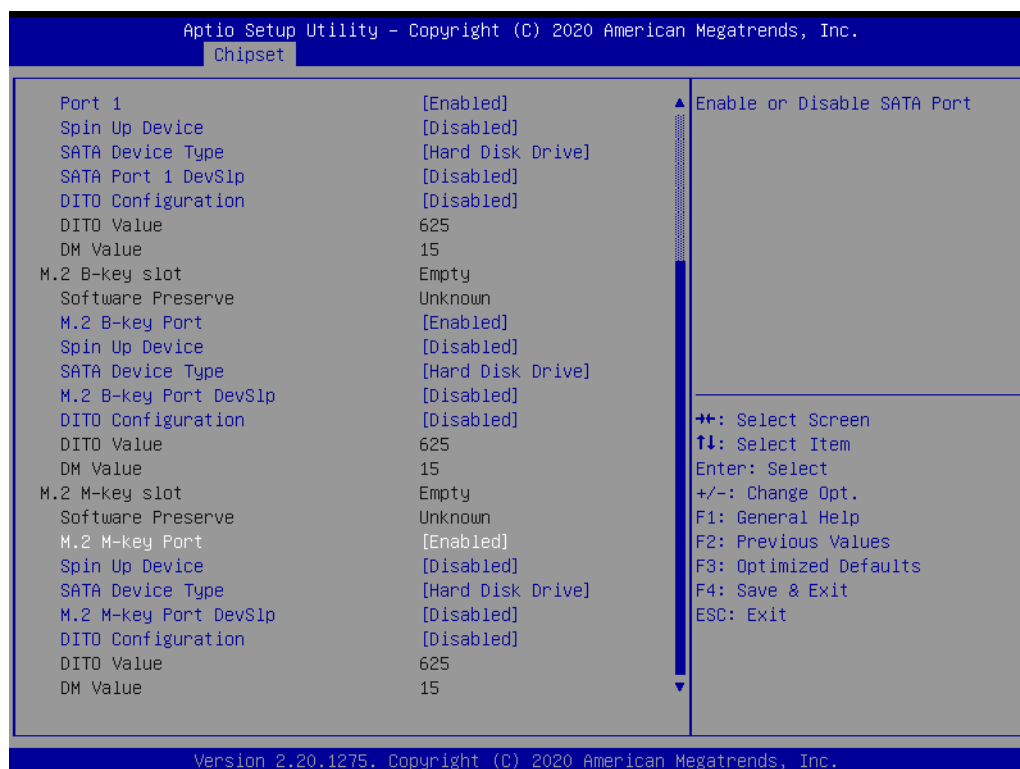 Aptio Setup Utility – Copyright (C) 2020 American Megatrends, Inc.
Chipset
Port 1 [Enabled]
Spin Up Device [Disabled]
SATA Device Type [Hard Disk Drive]
SATA Port 1 DevSlp [Disabled]
DITO Configuration [Disabled]
DITO Value 625
DM Value 15
M.2 B-key slot Empty
Software Preserve Unknown
M.2 B-key Port [Enabled]
Spin Up Device [Disabled]
SATA Device Type [Hard Disk Drive]
M.2 B-key Port DevSlp [Disabled]
DITO Configuration [Disabled]
DITO Value 625
DM Value 15
M.2 M-key slot Empty
Software Preserve Unknown
M.2 M-key Port [Enabled]
Spin Up Device [Disabled]
SATA Device Type [Hard Disk Drive]
M.2 M-key Port DevSlp [Disabled]
DITO Configuration [Disabled]
DITO Value 625
DM Value 15
Enable or Disable SATA Port
→←: Select Screen
↑↓: Select Item
Enter: Select
+/-: Change Opt.
F1: General Help
F2: Previous Values
F3: Optimized Defaults
F4: Save & Exit
ESC: Exit
Version 2.20.1275. Copyright (C) 2020 American Megatrends, Inc.